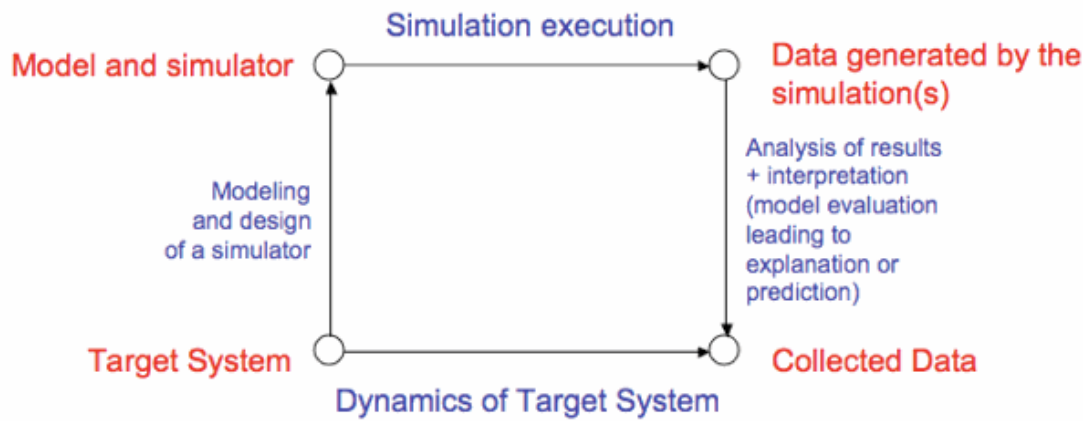 Simulation execution
Model and simulator
Data generated by the
simulation(s)
Modeling
and design
of a simulator
Analysis of results
+ interpretation
(model evaluation
leading to
explanation or
prediction)
Target System
Collected Data
Dynamics of Target System